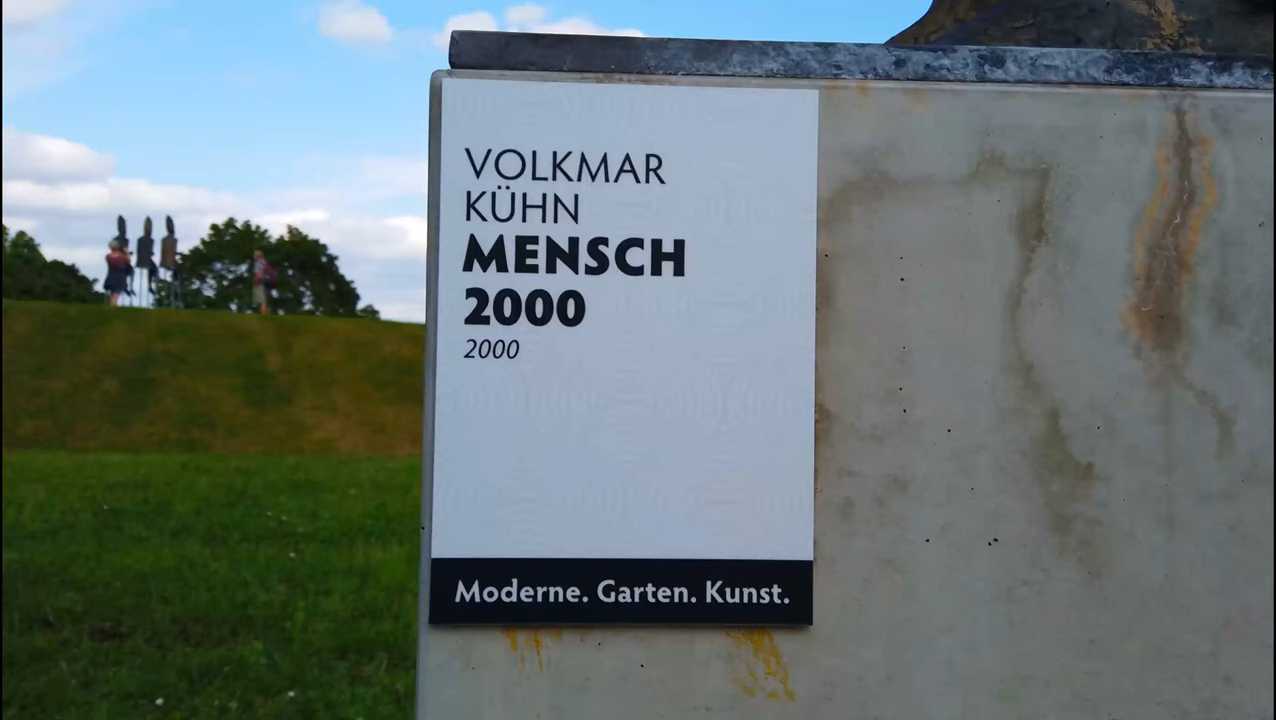 VOLKMAR
KÜHN
MENSCH
2000
2000
Moderne. Garten. Kunst.